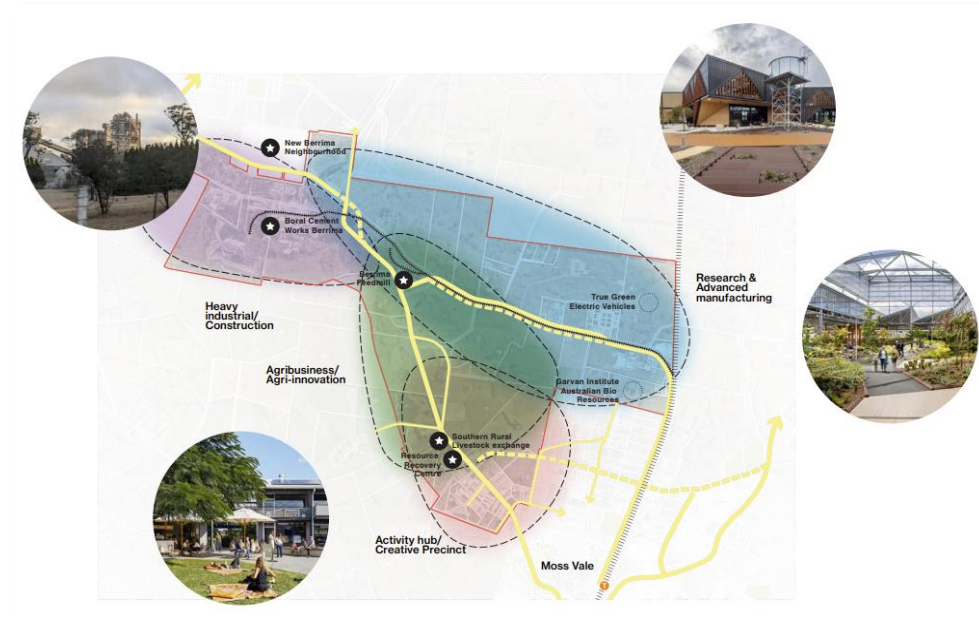 New Berrima
Neighbourhood
Boral Cement
Works Berrima
Berrima
Feedmill
Research &
Advanced
manufacturing
True Green
Electric Vehicles
Heavy
industrial/
Construction
Agribusiness/
Agri-innovation
Garvan Institute
Australian Bio
Resources
Southern Rural
Livestock exchange
Resource
Recovery
Centre
Activity hub/
Creative Precinct
Moss Vale